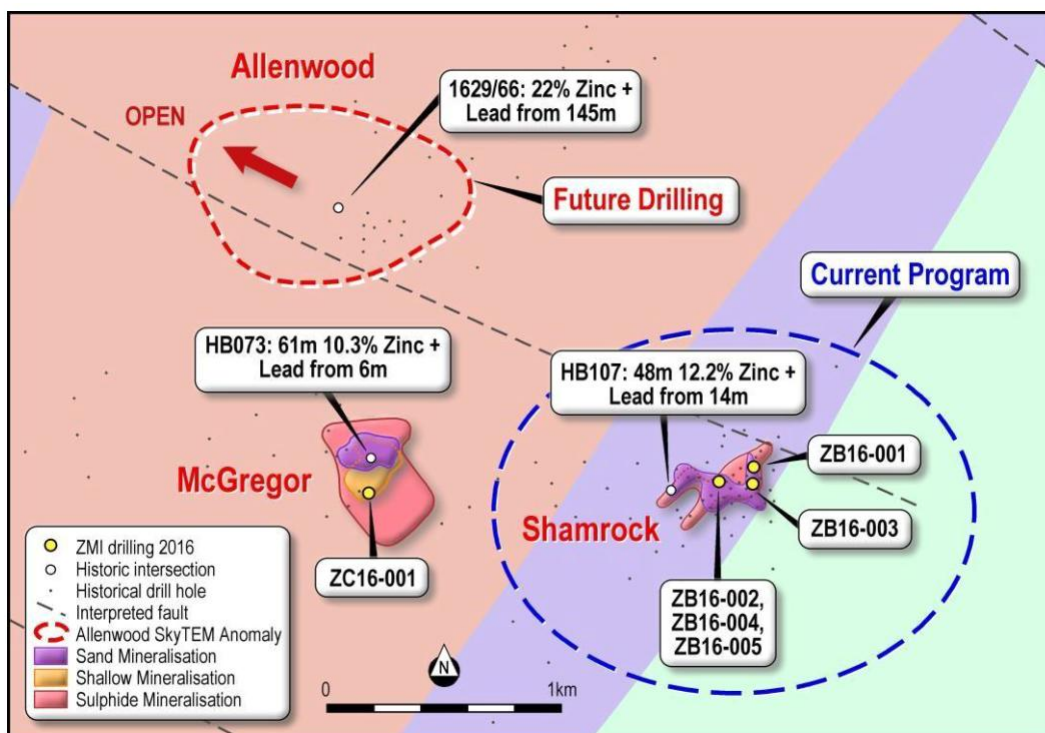 Allenwood
OPEN
1629/66: 22% Zinc +
Lead from 145m
Future Drilling
Current Program
HB073: 61m 10.3% Zinc +
Lead from 6m
HB107: 48m 12.2% Zinc +
Lead from 14m
McGregor
ZC16-001
Shamrock
ZB16-001
ZB16-003
ZB16-002,
ZB16-004,
ZB16-005
ZMI drilling 2016
Historic intersection
Historical drill hole
Interpreted fault
Allenwood SkyTEM Anomaly
Sand Mineralisation
Shallow Mineralisation
Sulphide Mineralisation
N
0
1km